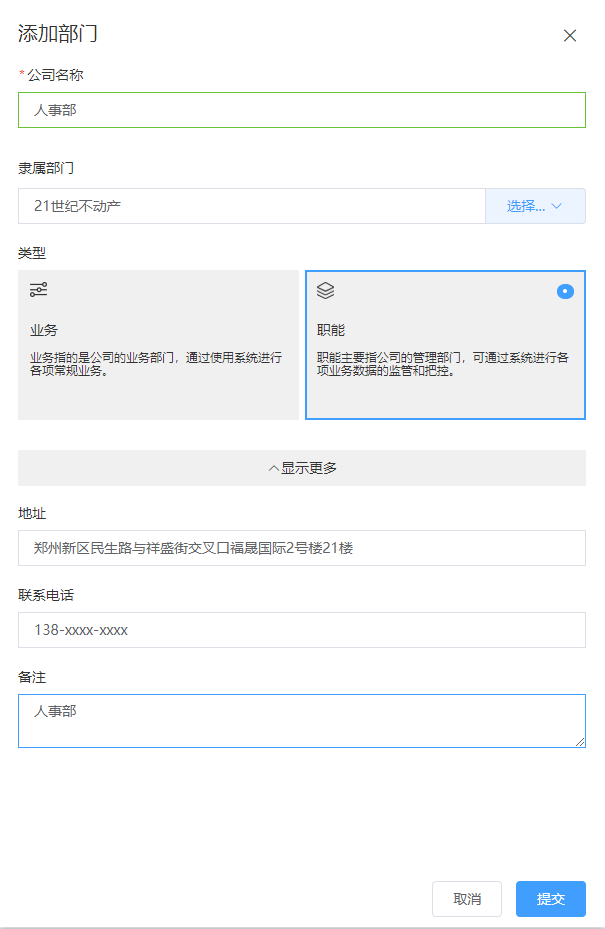 添加部门
*公司名称
人事部
隶属部门
21世纪不动产
选择...
类型
业务
业务指的是公司的业务部门，通过使用系统进行
各项常规业务。
职能
职能主要指公司的管理部门，可通过系统进行各
项业务数据的监管和把控。
显示更多
地址
郑州新区民生路与祥盛街交叉口福晟国际2号楼21楼
联系电话
138-xxxx-xxxx
备注
人事部
取消
提交